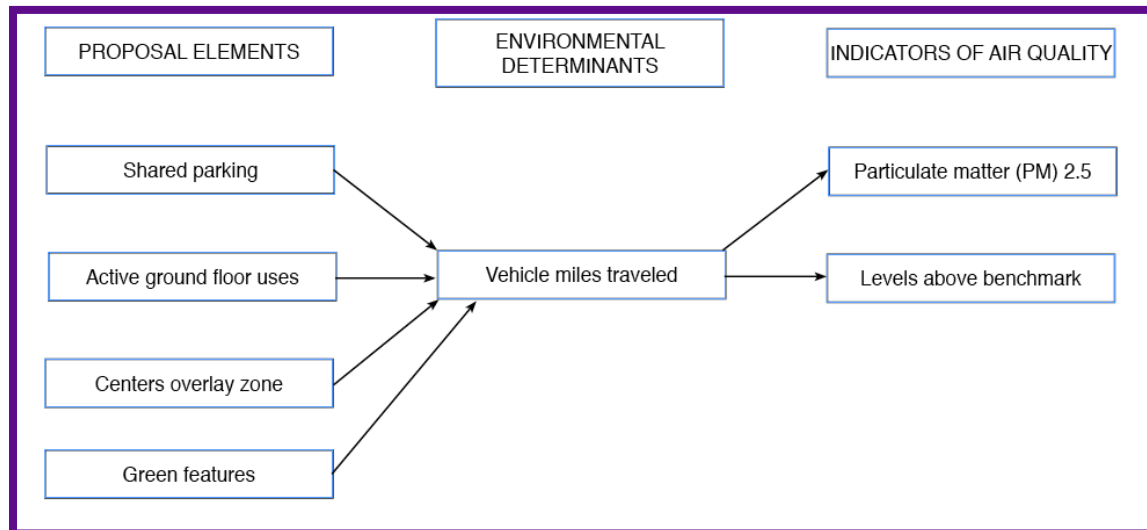 PROPOSAL ELEMENTS
ENVIRONMENTAL
DETERMINANTS
INDICATORS OF AIR QUALITY
Shared parking
Active ground floor uses
Centers overlay zone
Green features
Vehicle miles traveled
Particulate matter (PM) 2.5
Levels above benchmark